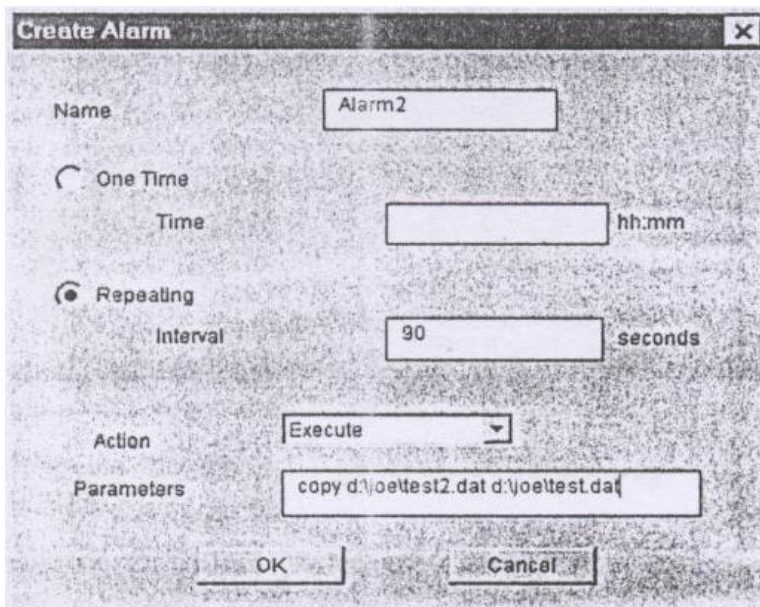 Create Alarm
Name
Alarm2
One Time
Time
hh:mm
Repeating
Interval
90
seconds
Action
Execute
Parameters
copy d:\joe\test2.dat d:\joe\test.dat
OK
Cancel